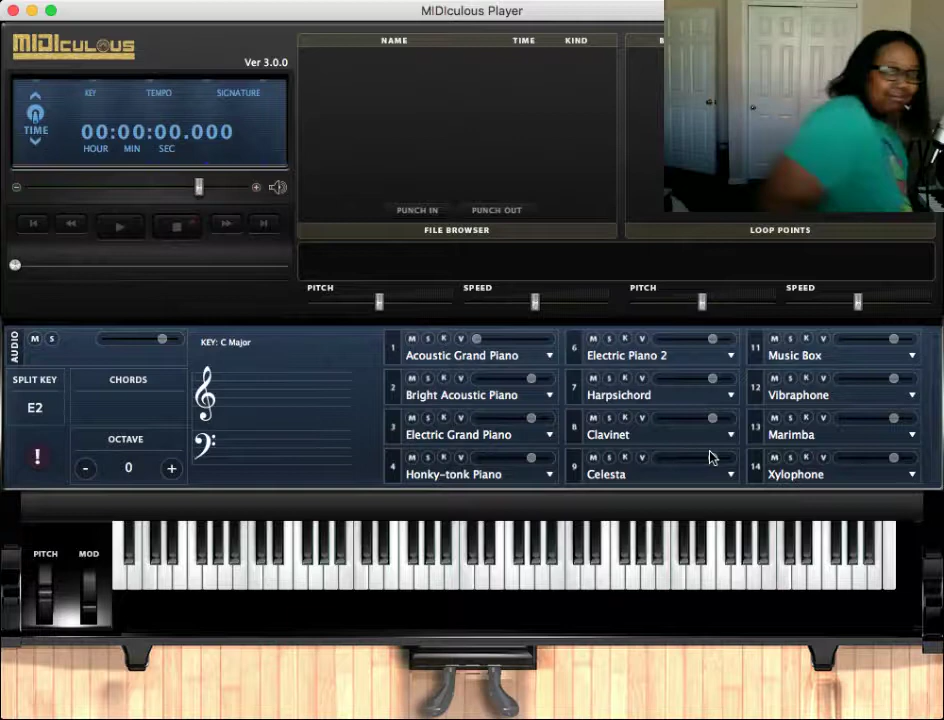 MIDIculous Player
MIDIculous
Ver 3.0.0
KEY TEMPO SIGNATURE
TIME
00:00:00.000
HOUR MIN SEC
NAME TIME KIND
PUNCH IN PUNCH OUT
FILE BROWSER LOOP POINTS
PITCH SPEED PITCH SPEED
AUDIO
M S
KEY: C Major
SPLIT KEY
E2
CHORDS
OCTAVE
- 0 +
!
1 M S K V
Acoustic Grand Piano
2 M S K V
Bright Acoustic Piano
3 M S K V
Electric Grand Piano
4 M S K V
Honky-tonk Piano
6 M S K V
Electric Piano 2
7 M S K V
Harpsichord
8 M S K V
Clavinet
9 M S K V
Celesta
11 M S K V
Music Box
12 M S K V
Vibraphone
13 M S K V
Marimba
14 M S K V
Xylophone
PITCH MOD